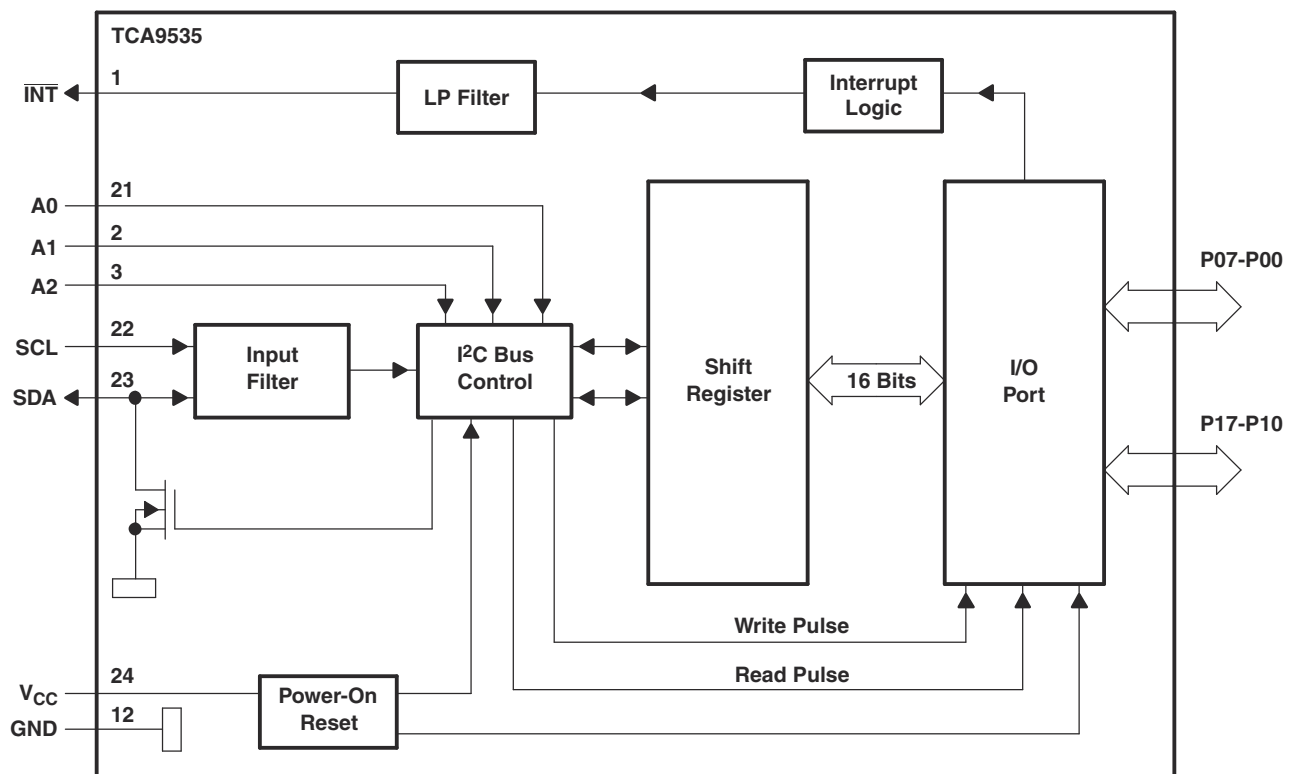 TCA9535
1
INT
LP Filter
Interrupt
Logic
21
A0
2
A1
3
A2
22
SCL
23
SDA
Input
Filter
I²C Bus
Control
Shift
Register
16 Bits
I/O
Port
P07-P00
P17-P10
Write Pulse
Read Pulse
24
VCC
12
GND
Power-On
Reset